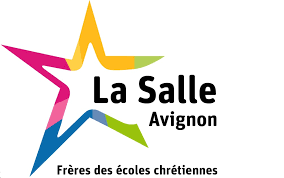 La Salle
Avignon
Frères des écoles chrétiennes